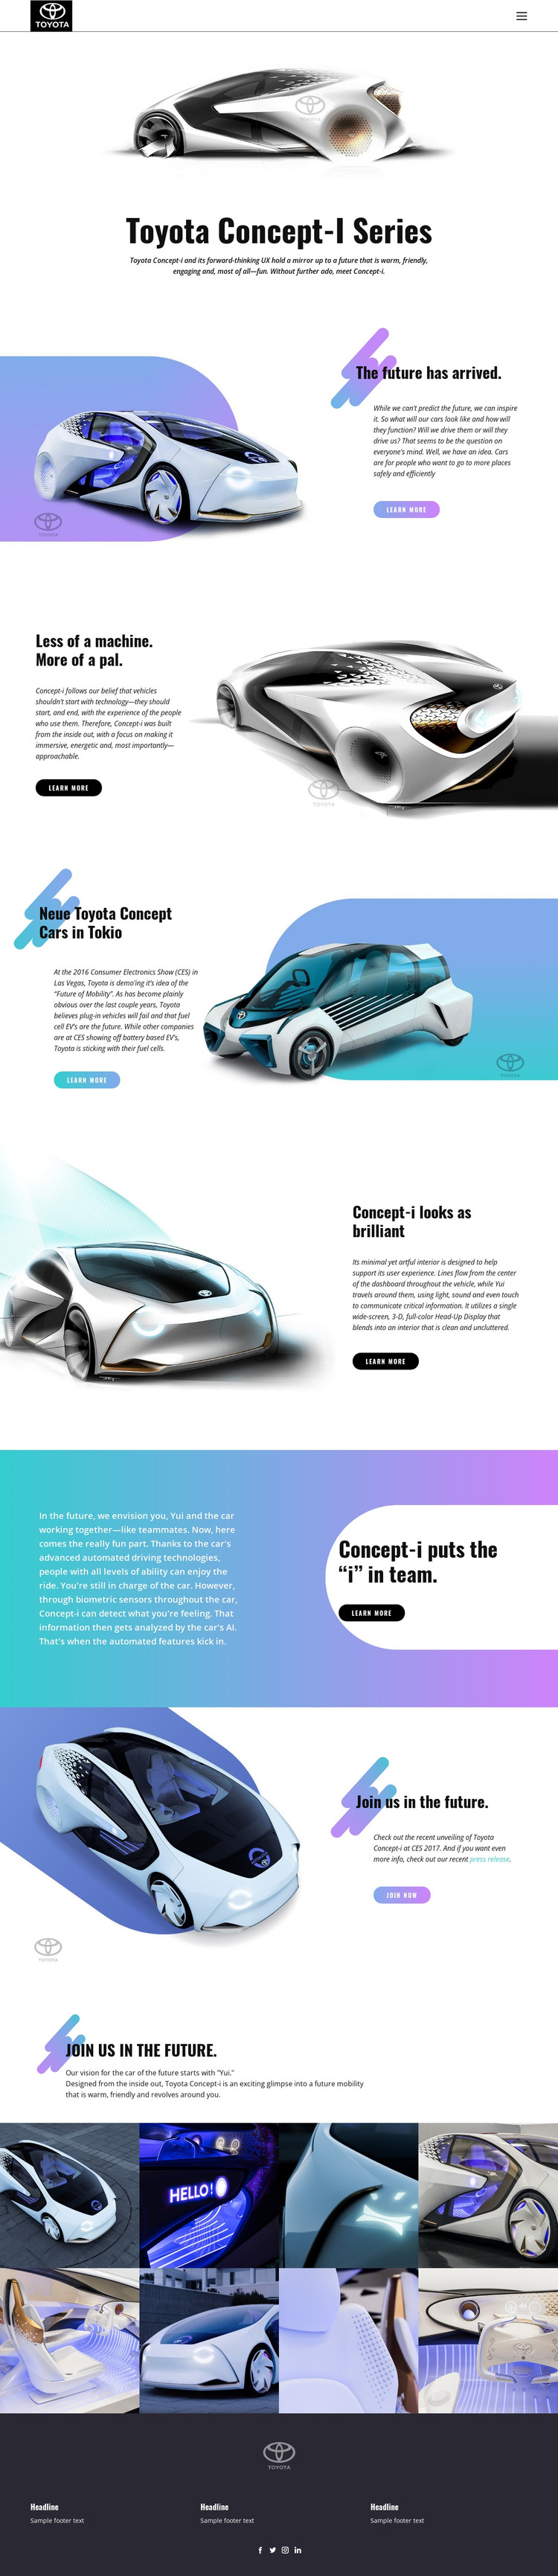 TOYOTA
TOYOTA
Toyota Concept-I Series
Toyota Concept-i and its forward-thinking UX hold a mirror up to a future that is warm, friendly,
engaging and, most of all—fun. Without further ado, meet Concept-i.
The future has arrived.
While we can't predict the future, we can inspire
it. So what will our cars look like and how will
they function? Will we drive them or will they
drive us? That seems to be the question on
everyone's mind. Well, we have an idea. Cars
are for people who want to go to more places
safely and efficiently
LEARN MORE
TOYOTA
Less of a machine.
More of a pal.
Concept-i follows our belief that vehicles
shouldn't start with technology—they should
start, and end, with the experience of the people
who use them. Therefore, Concept-i was built
from the inside out, with a focus on making it
immersive, energetic and, most importantly—
approachable.
LEARN MORE
TOYOTA
Neue Toyota Concept
Cars in Tokio
At the 2016 Consumer Electronics Show (CES) in
Las Vegas, Toyota is demo'ing it's idea of the
"Future of Mobility". As has become plainly
obvious over the last couple years, Toyota
believes plug-in vehicles will fail and that fuel
cell EV's are the future. While other companies
are at CES showing off battery based EV's,
Toyota is sticking with their fuel cells.
LEARN MORE
TOYOTA
Concept-i looks as
brilliant
Its minimal yet artful interior is designed to help
support its user experience. Lines flow from the center
of the dashboard throughout the vehicle, while Yui
travels around them, using light, sound and even touch
to communicate critical information. It utilizes a single
wide-screen, 3-D, full-color Head-Up Display that
blends into an interior that is clean and uncluttered.
LEARN MORE
In the future, we envision you, Yui and the car
working together—like teammates. Now, here
comes the really fun part. Thanks to the car's
advanced automated driving technologies,
people with all levels of ability can enjoy the
ride. You're still in charge of the car. However,
through biometric sensors throughout the car,
Concept-i can detect what you're feeling. That
information then gets analyzed by the car's AI.
That's when the automated features kick in.
Concept-i puts the
“i” in team.
LEARN MORE
Join us in the future.
Check out the recent unveiling of Toyota
Concept-i at CES 2017. And if you want even
more info, check out our recent press release.
JOIN NOW
TOYOTA
JOIN US IN THE FUTURE.
Our vision for the car of the future starts with "Yui."
Designed from the inside out, Toyota Concept-i is an exciting glimpse into a future mobility
that is warm, friendly and revolves around you.
HELLO!
TOYOTA
Headline
Sample footer text
Headline
Sample footer text
Headline
Sample footer text